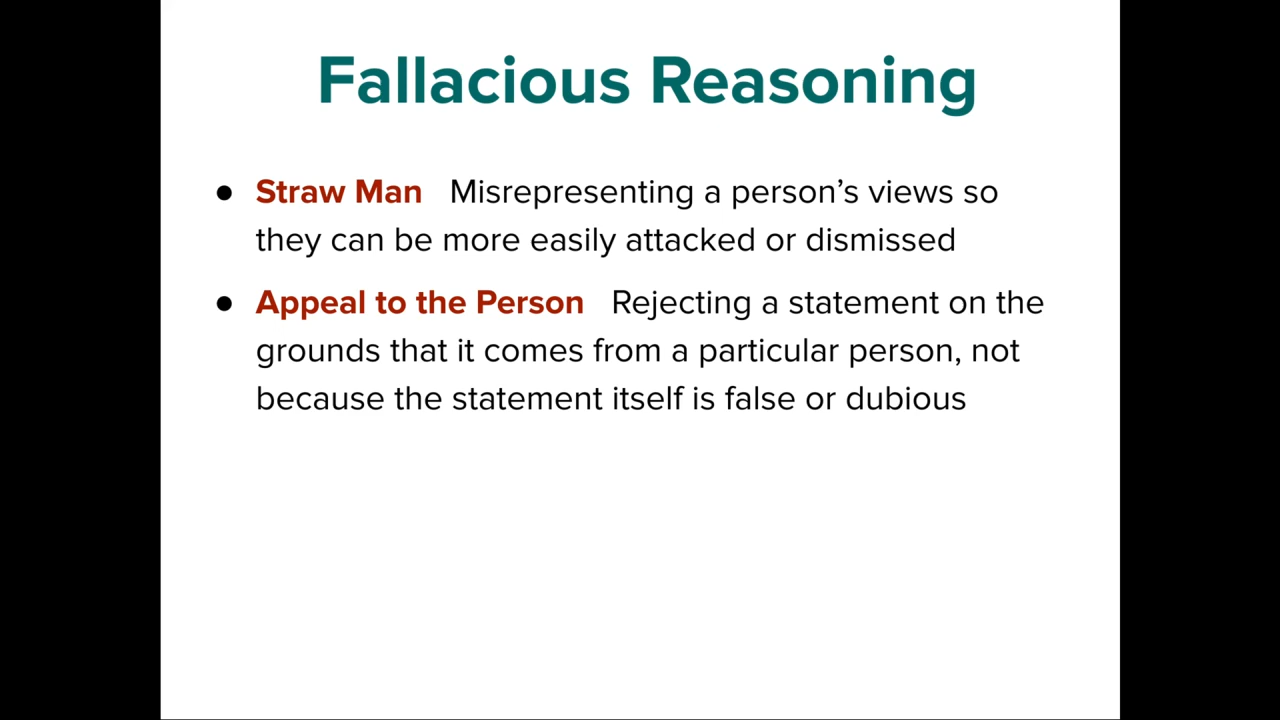 Fallacious Reasoning
● Straw Man Misrepresenting a person’s views so
they can be more easily attacked or dismissed
● Appeal to the Person Rejecting a statement on the
grounds that it comes from a particular person, not
because the statement itself is false or dubious